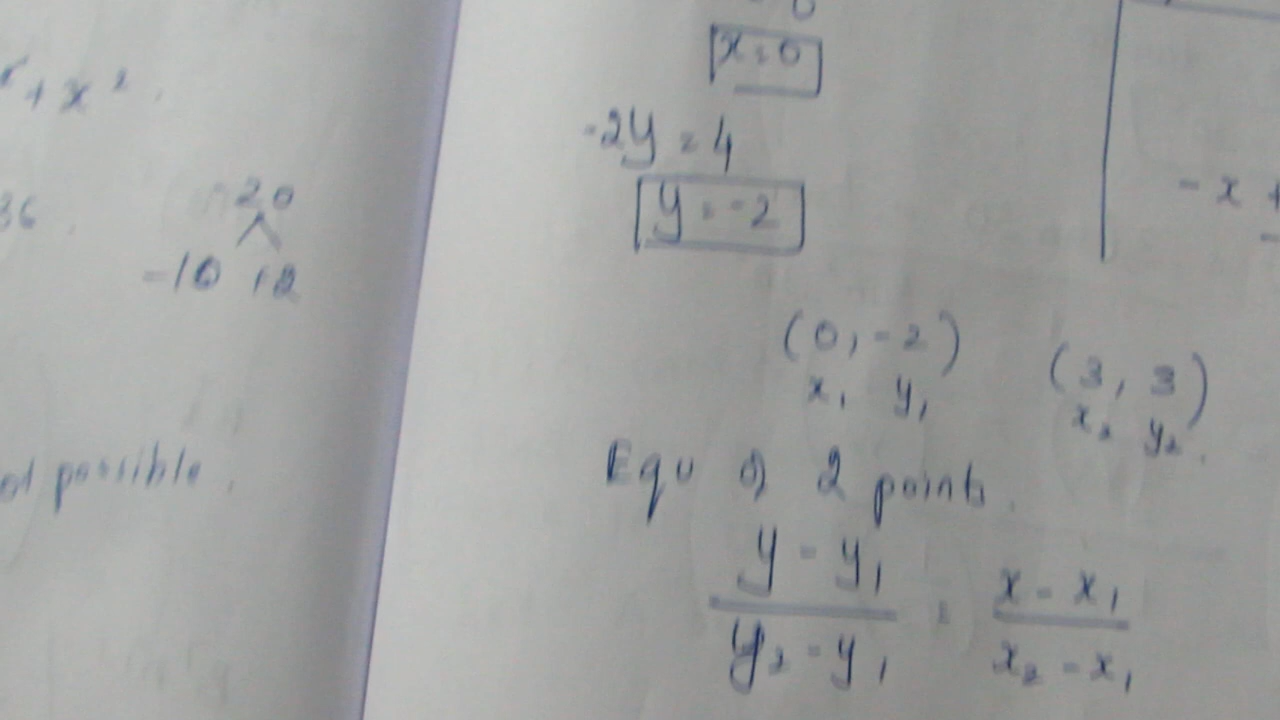 + x²
36
20
-10 12
possible.
x = 0
-2y = 4
y = -2
- x +
(0, -2) (3, 3)
x₁ y₁ x₂ y₂
Equ of 2 points.
y - y₁ / y₂ - y₁ = x - x₁ / x₂ - x₁